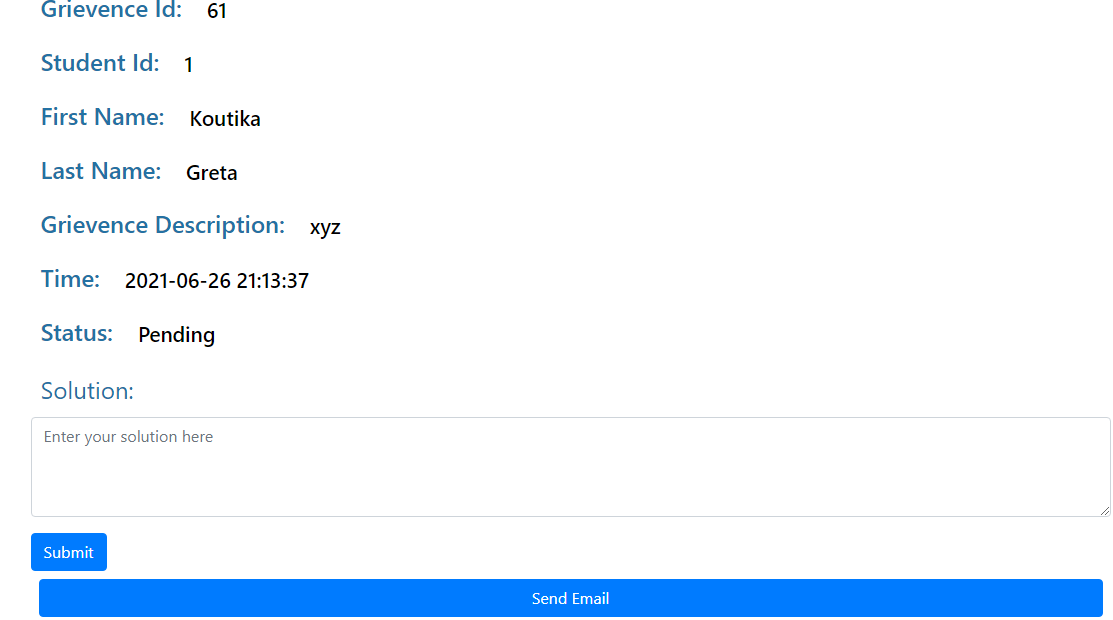 Grievence Id: 61
Student Id: 1
First Name: Koutika
Last Name: Greta
Grievence Description: xyz
Time: 2021-06-26 21:13:37
Status: Pending
Solution:
Enter your solution here
Submit
Send Email